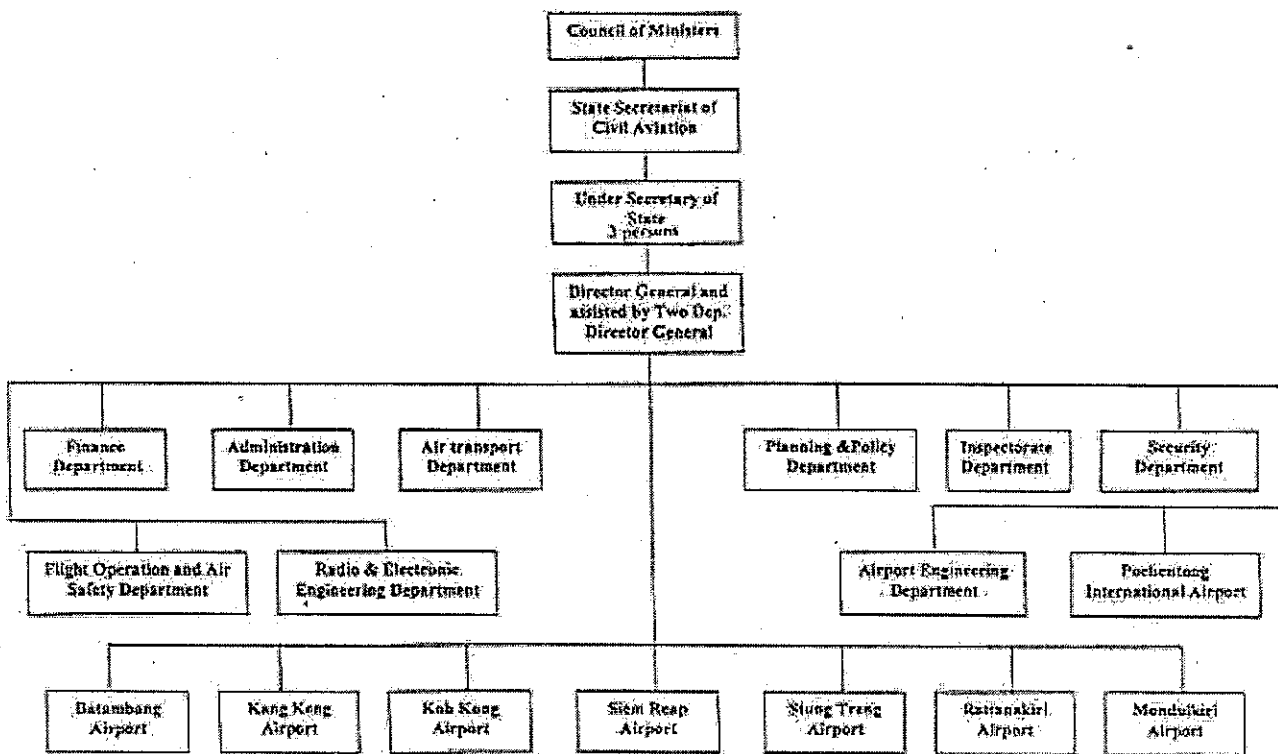 Council of Ministers
State Secretariat of
Civil Aviation
Under Secretary of
State
3 persons
Director General and
assisted by Two Dep.
Director General
Finance
Department
Administration
Department
Air transport
Department
Planning &Policy
Department
Inspectorate
Department
Security
Department
Flight Operation and Air
Safety Department
Radio & Electronic
Engineering Department
Airport Engineering
Department
Pochentong
International Airport
Batambang
Airport
Kang Keng
Airport
Koh Kong
Airport
Siem Reap
Airport
Stung Treng
Airport
Rattanakiri
Airport
Mondulkiri
Airport